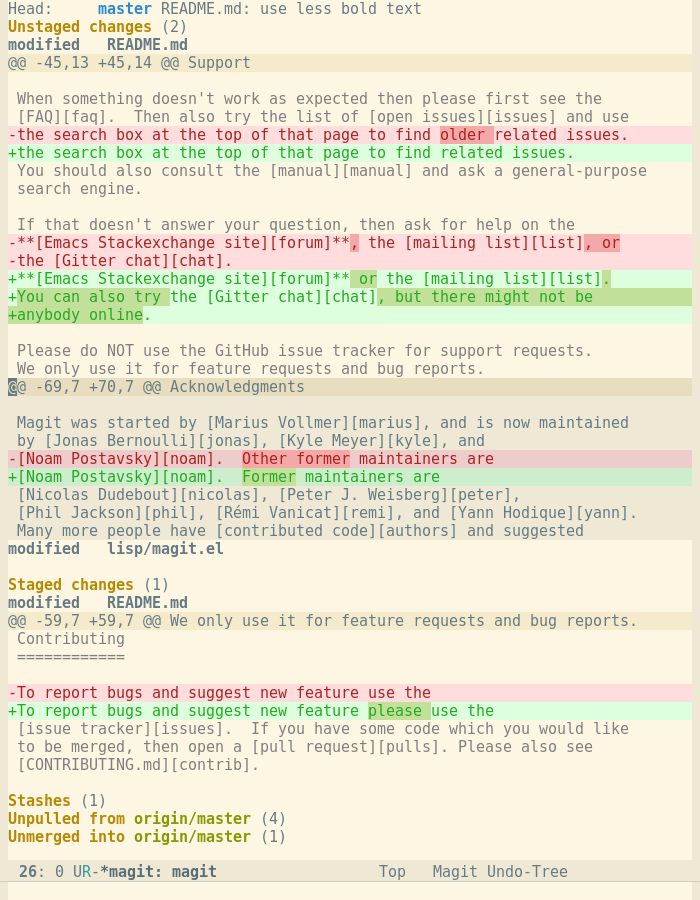 Head:     master README.md: use less bold text
Unstaged changes (2)
modified   README.md
@@ -45,13 +45,14 @@ Support

 When something doesn't work as expected then please first see the
 [FAQ][faq].  Then also try the list of [open issues][issues] and use
-the search box at the top of that page to find older related issues.
+the search box at the top of that page to find related issues.
 You should also consult the [manual][manual] and ask a general-purpose
 search engine.

 If that doesn't answer your question, then ask for help on the
-**[Emacs Stackexchange site][forum]**, the [mailing list][list], or
-the [Gitter chat][chat].
+**[Emacs Stackexchange site][forum]** or the [mailing list][list].
+You can also try the [Gitter chat][chat], but there might not be
+anybody online.

 Please do NOT use the GitHub issue tracker for support requests.
 We only use it for feature requests and bug reports.
@@ -69,7 +70,7 @@ Acknowledgments

 Magit was started by [Marius Vollmer][marius], and is now maintained
 by [Jonas Bernoulli][jonas], [Kyle Meyer][kyle], and
-[Noam Postavsky][noam].  Other former maintainers are
+[Noam Postavsky][noam].  Former maintainers are
 [Nicolas Dudebout][nicolas], [Peter J. Weisberg][peter],
 [Phil Jackson][phil], [Rémi Vanicat][remi], and [Yann Hodique][yann].
 Many more people have [contributed code][authors] and suggested
modified   lisp/magit.el

Staged changes (1)
modified   README.md
@@ -59,7 +59,7 @@ We only use it for feature requests and bug reports.
 Contributing
 ============

-To report bugs and suggest new feature use the
+To report bugs and suggest new feature please use the
 [issue tracker][issues].  If you have some code which you would like
 to be merged, then open a [pull request][pulls]. Please also see
 [CONTRIBUTING.md][contrib].

Stashes (1)
Unpulled from origin/master (4)
Unmerged into origin/master (1)

 26: 0 UR-*magit: magit                  Top   Magit Undo-Tree